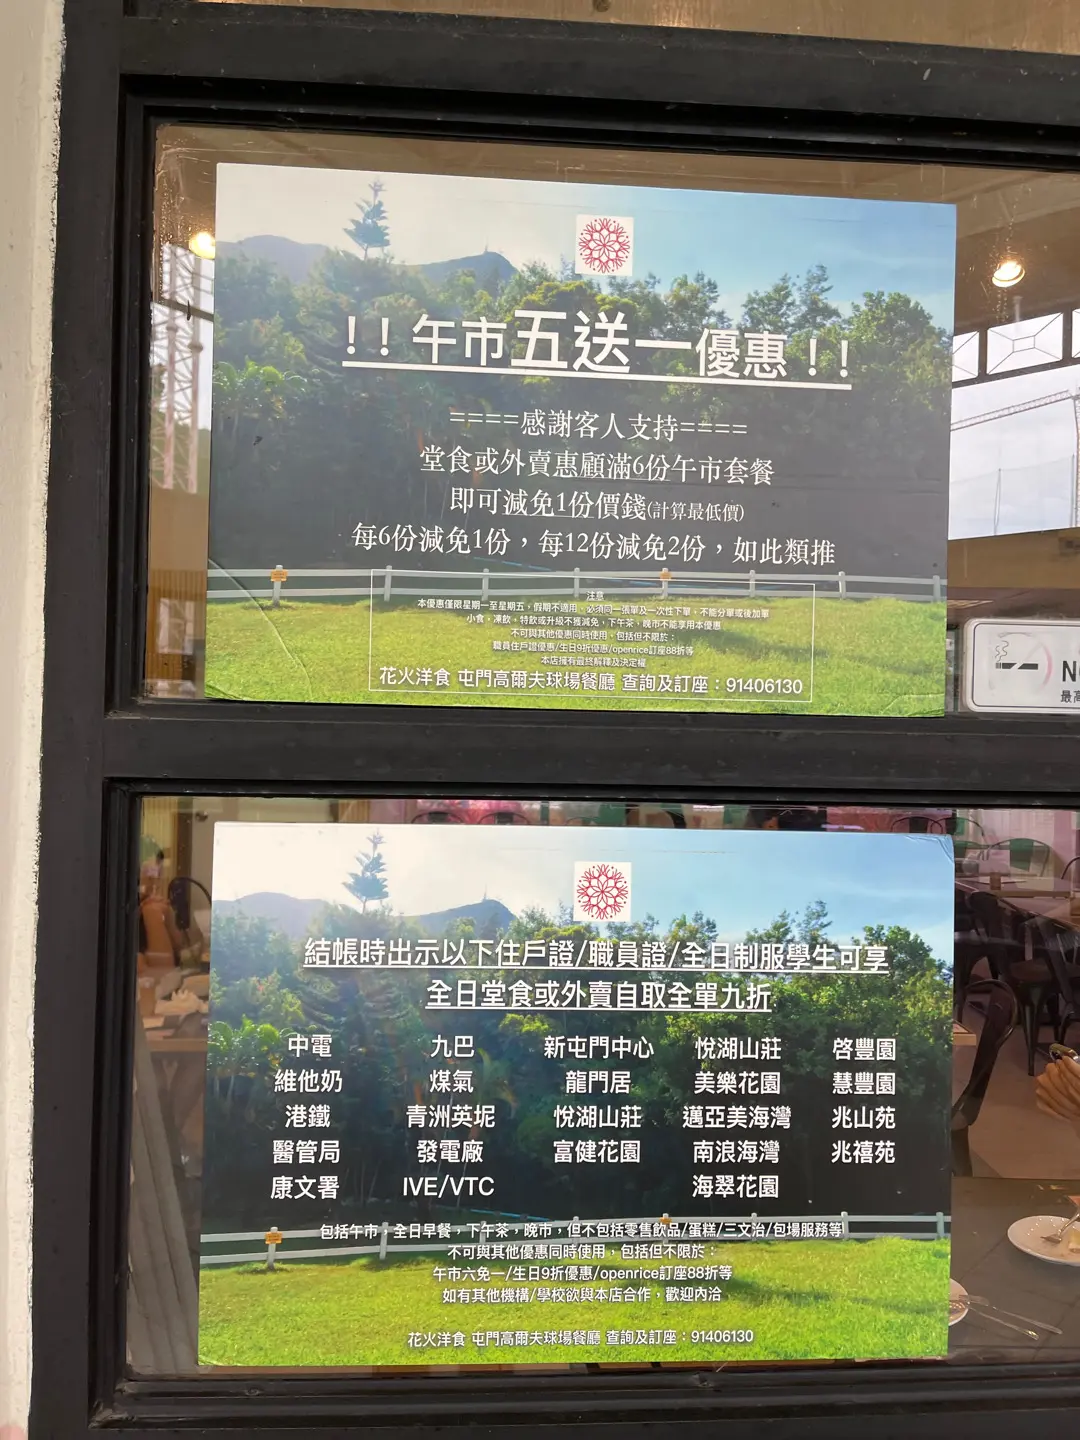 !!午市五送一優惠!!
====感謝客人支持====
堂食或外賣惠顧滿6份午市套餐
即可減免1份價錢(計算最低價)
每6份減免1份，每12份減免2份，如此類推
注意
本優惠僅限星期一至星期五，假期不適用，必須同一張單及一次性下單，不能分單或後加單
小食，凍飲，特飲或升級不獲減免，下午茶、晚市不能享用本優惠
不可與其他優惠同時使用，包括但不限於：
職員住戶證優惠/生日9折優惠/openrice訂座88折等
本店擁有最終解釋及決定權
花火洋食 屯門高爾夫球場餐廳 查詢及訂座：91406130
最高
結帳時出示以下住戶證/職員證/全日制服學生可享
全日堂食或外賣自取全單九折
中電 九巴 新屯門中心 悅湖山莊 啓豐園
維他奶 煤氣 龍門居 美樂花園 慧豐園
港鐵 青洲英坭 悅湖山莊 邁亞美海灣 兆山苑
醫管局 發電廠 富健花園 南浪海灣 兆禧苑
康文署 IVE/VTC 海翠花園
包括午市，全日早餐，下午茶，晚市，但不包括零售飲品/蛋糕/三文治/包場服務等
不可與其他優惠同時使用，包括但不限於：
午市六免一/生日9折優惠/openrice訂座88折等
如有其他機構/學校欲與本店合作，歡迎內洽
花火洋食 屯門高爾夫球場餐廳 查詢及訂座：91406130